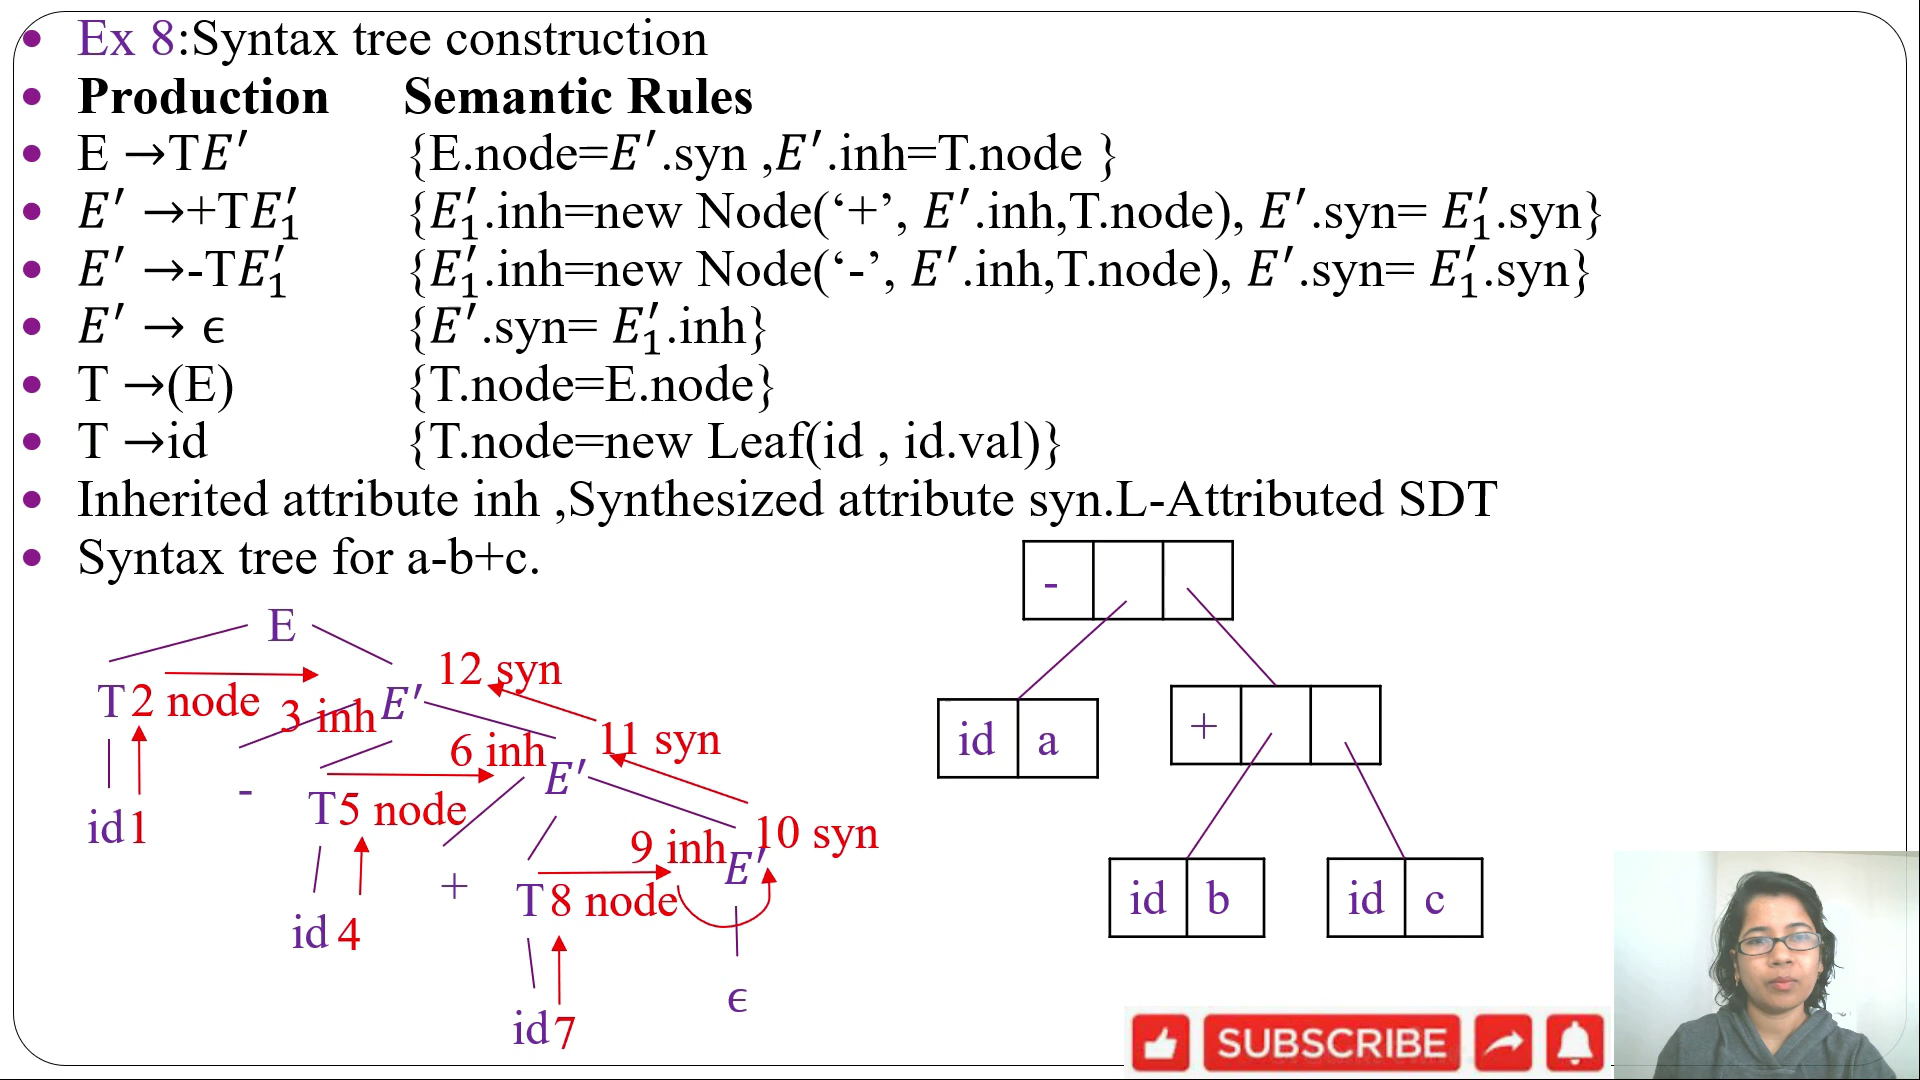 Ex 8:Syntax tree construction
Production Semantic Rules
E →TE′ {E.node=E′.syn ,E′.inh=T.node }
E′ →+TE′₁ {E′₁.inh=new Node(‘+’, E′.inh,T.node), E′.syn= E′₁.syn}
E′ →-TE′₁ {E′₁.inh=new Node(‘-’, E′.inh,T.node), E′.syn= E′₁.syn}
E′ → ϵ {E′.syn= E′₁.inh}
T →(E) {T.node=E.node}
T →id {T.node=new Leaf(id , id.val)}
Inherited attribute inh ,Synthesized attribute syn.L-Attributed SDT
Syntax tree for a-b+c.
E
T 2 node 3 inh E′ 12 syn
id 1 - T 5 node 6 inh E′ 11 syn
id 4 + T 8 node 9 inh E′ 10 syn
id 7 ϵ
-
id a +
id b id c
SUBSCRIBE